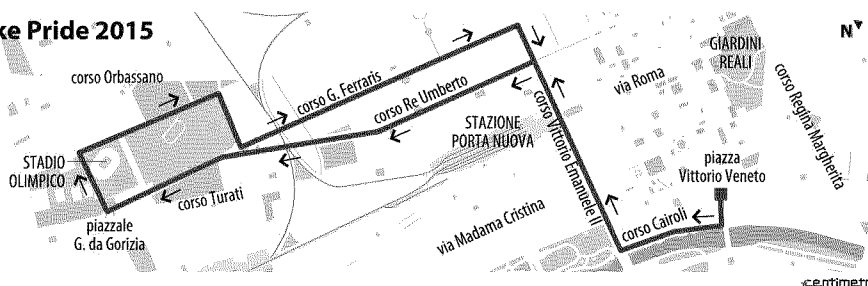 ke Pride 2015
N
corso Orbassano
corso G. Ferraris
corso Re Umberto
STADIO
OLIMPICO
corso Turati
piazzale
G. da Gorizia
STAZIONE
PORTA NUOVA
via Madama Cristina
corso Vittorio Emanuele II
via Roma
GIARDINI
REALI
corso Regina Margherita
piazza
Vittorio Veneto
corso Cairoli
centimetr